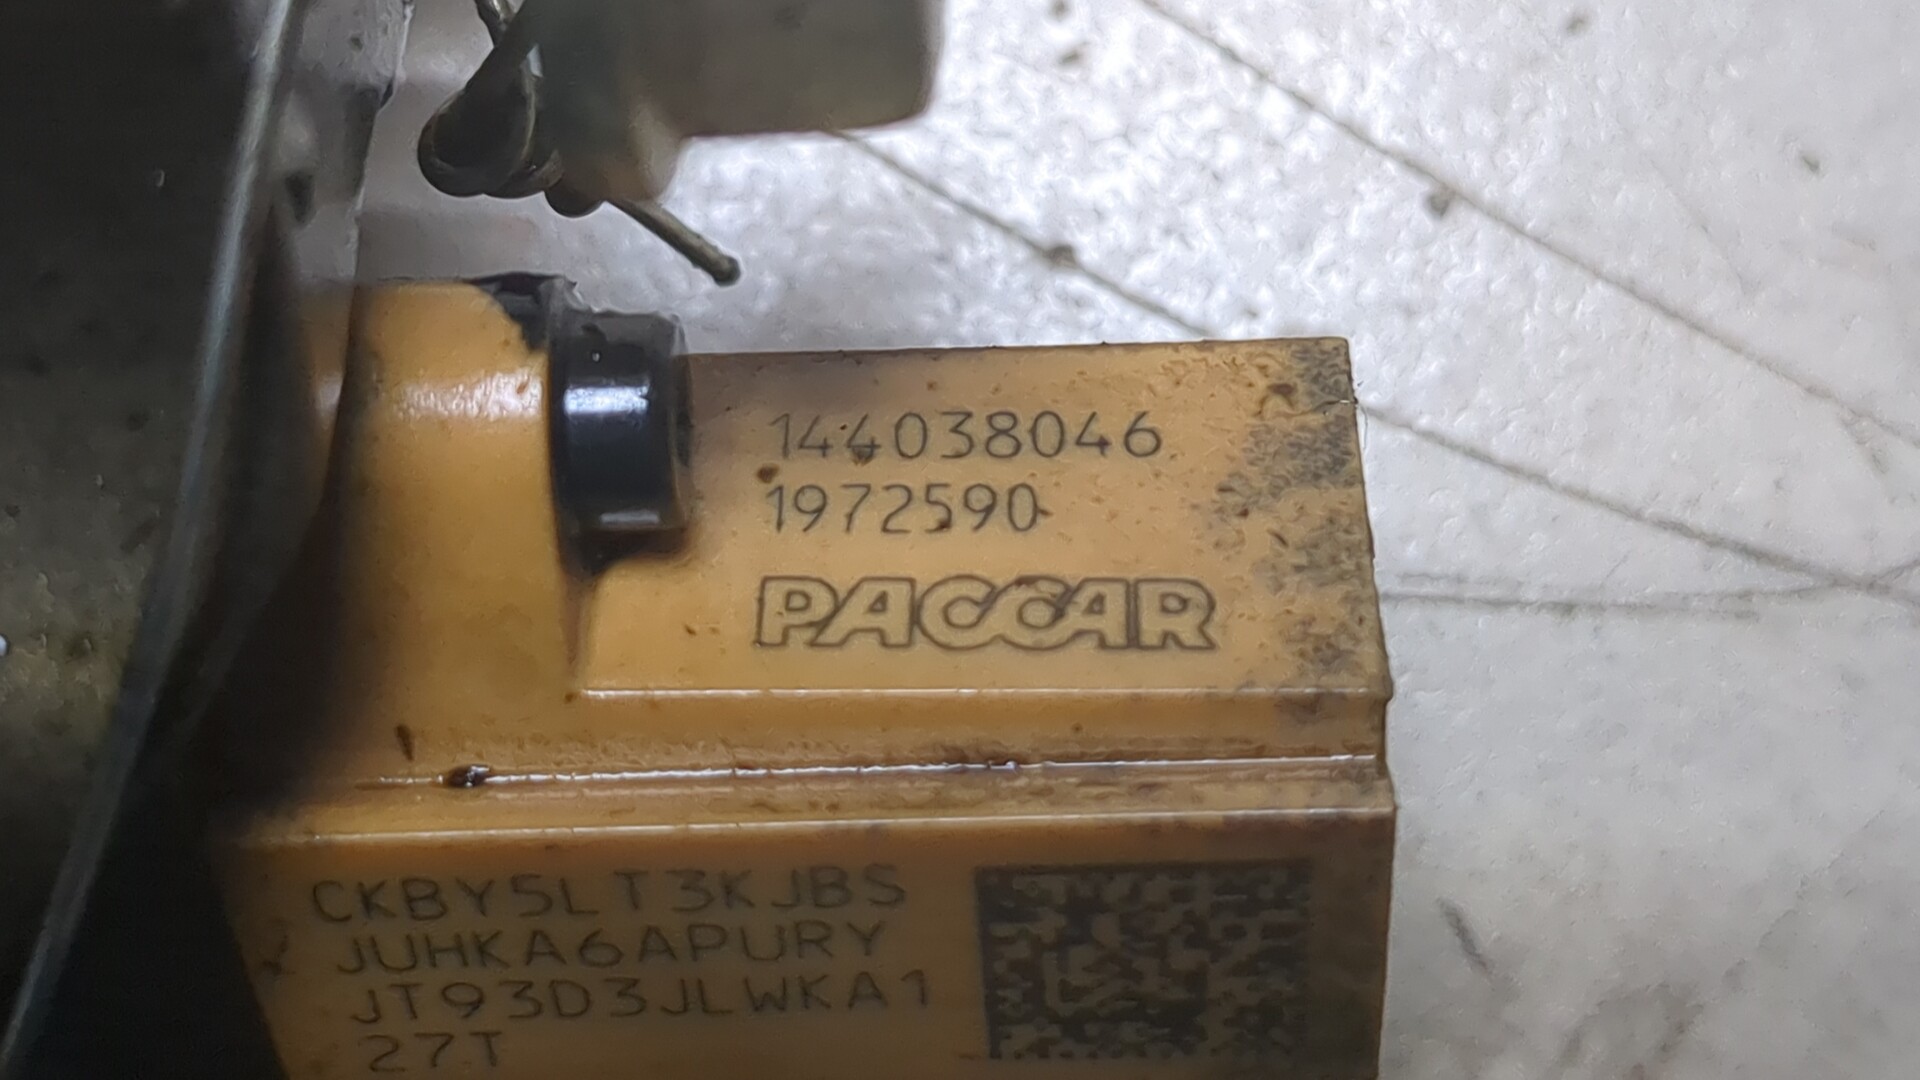 144038046
1972590
PACCAR
CKBY5LT3KJBS
JUHKA6APURY
JT93D3JLWKA1
27T